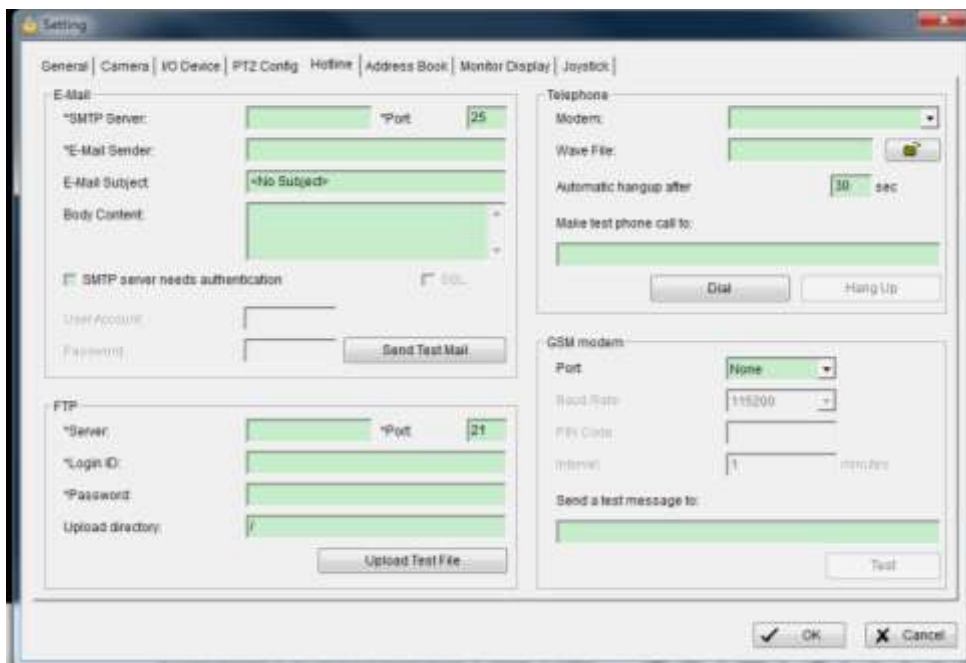 Setting
General | Camera | I/O Device | PTZ Config | Hotline | Address Book | Monitor Display | Joystick |
E-Mail
*SMTP Server: *Port 25
*E-Mail Sender:
E-Mail Subject <No Subject>
Body Content:
SMTP server needs authentication SSL
User Account:
Password: Send Test Mail
FTP
*Server: *Port: 21
*Login ID:
*Password:
Upload directory: /
Upload Test File
Telephone
Modem:
Wave File:
Automatic hangup after 30 sec
Make test phone call to:
Dial Hang Up
GSM modem
Port None
Baud Rate 115200
PIN Code:
Interval: 1 minutes
Send a test message to:
Test
OK Cancel